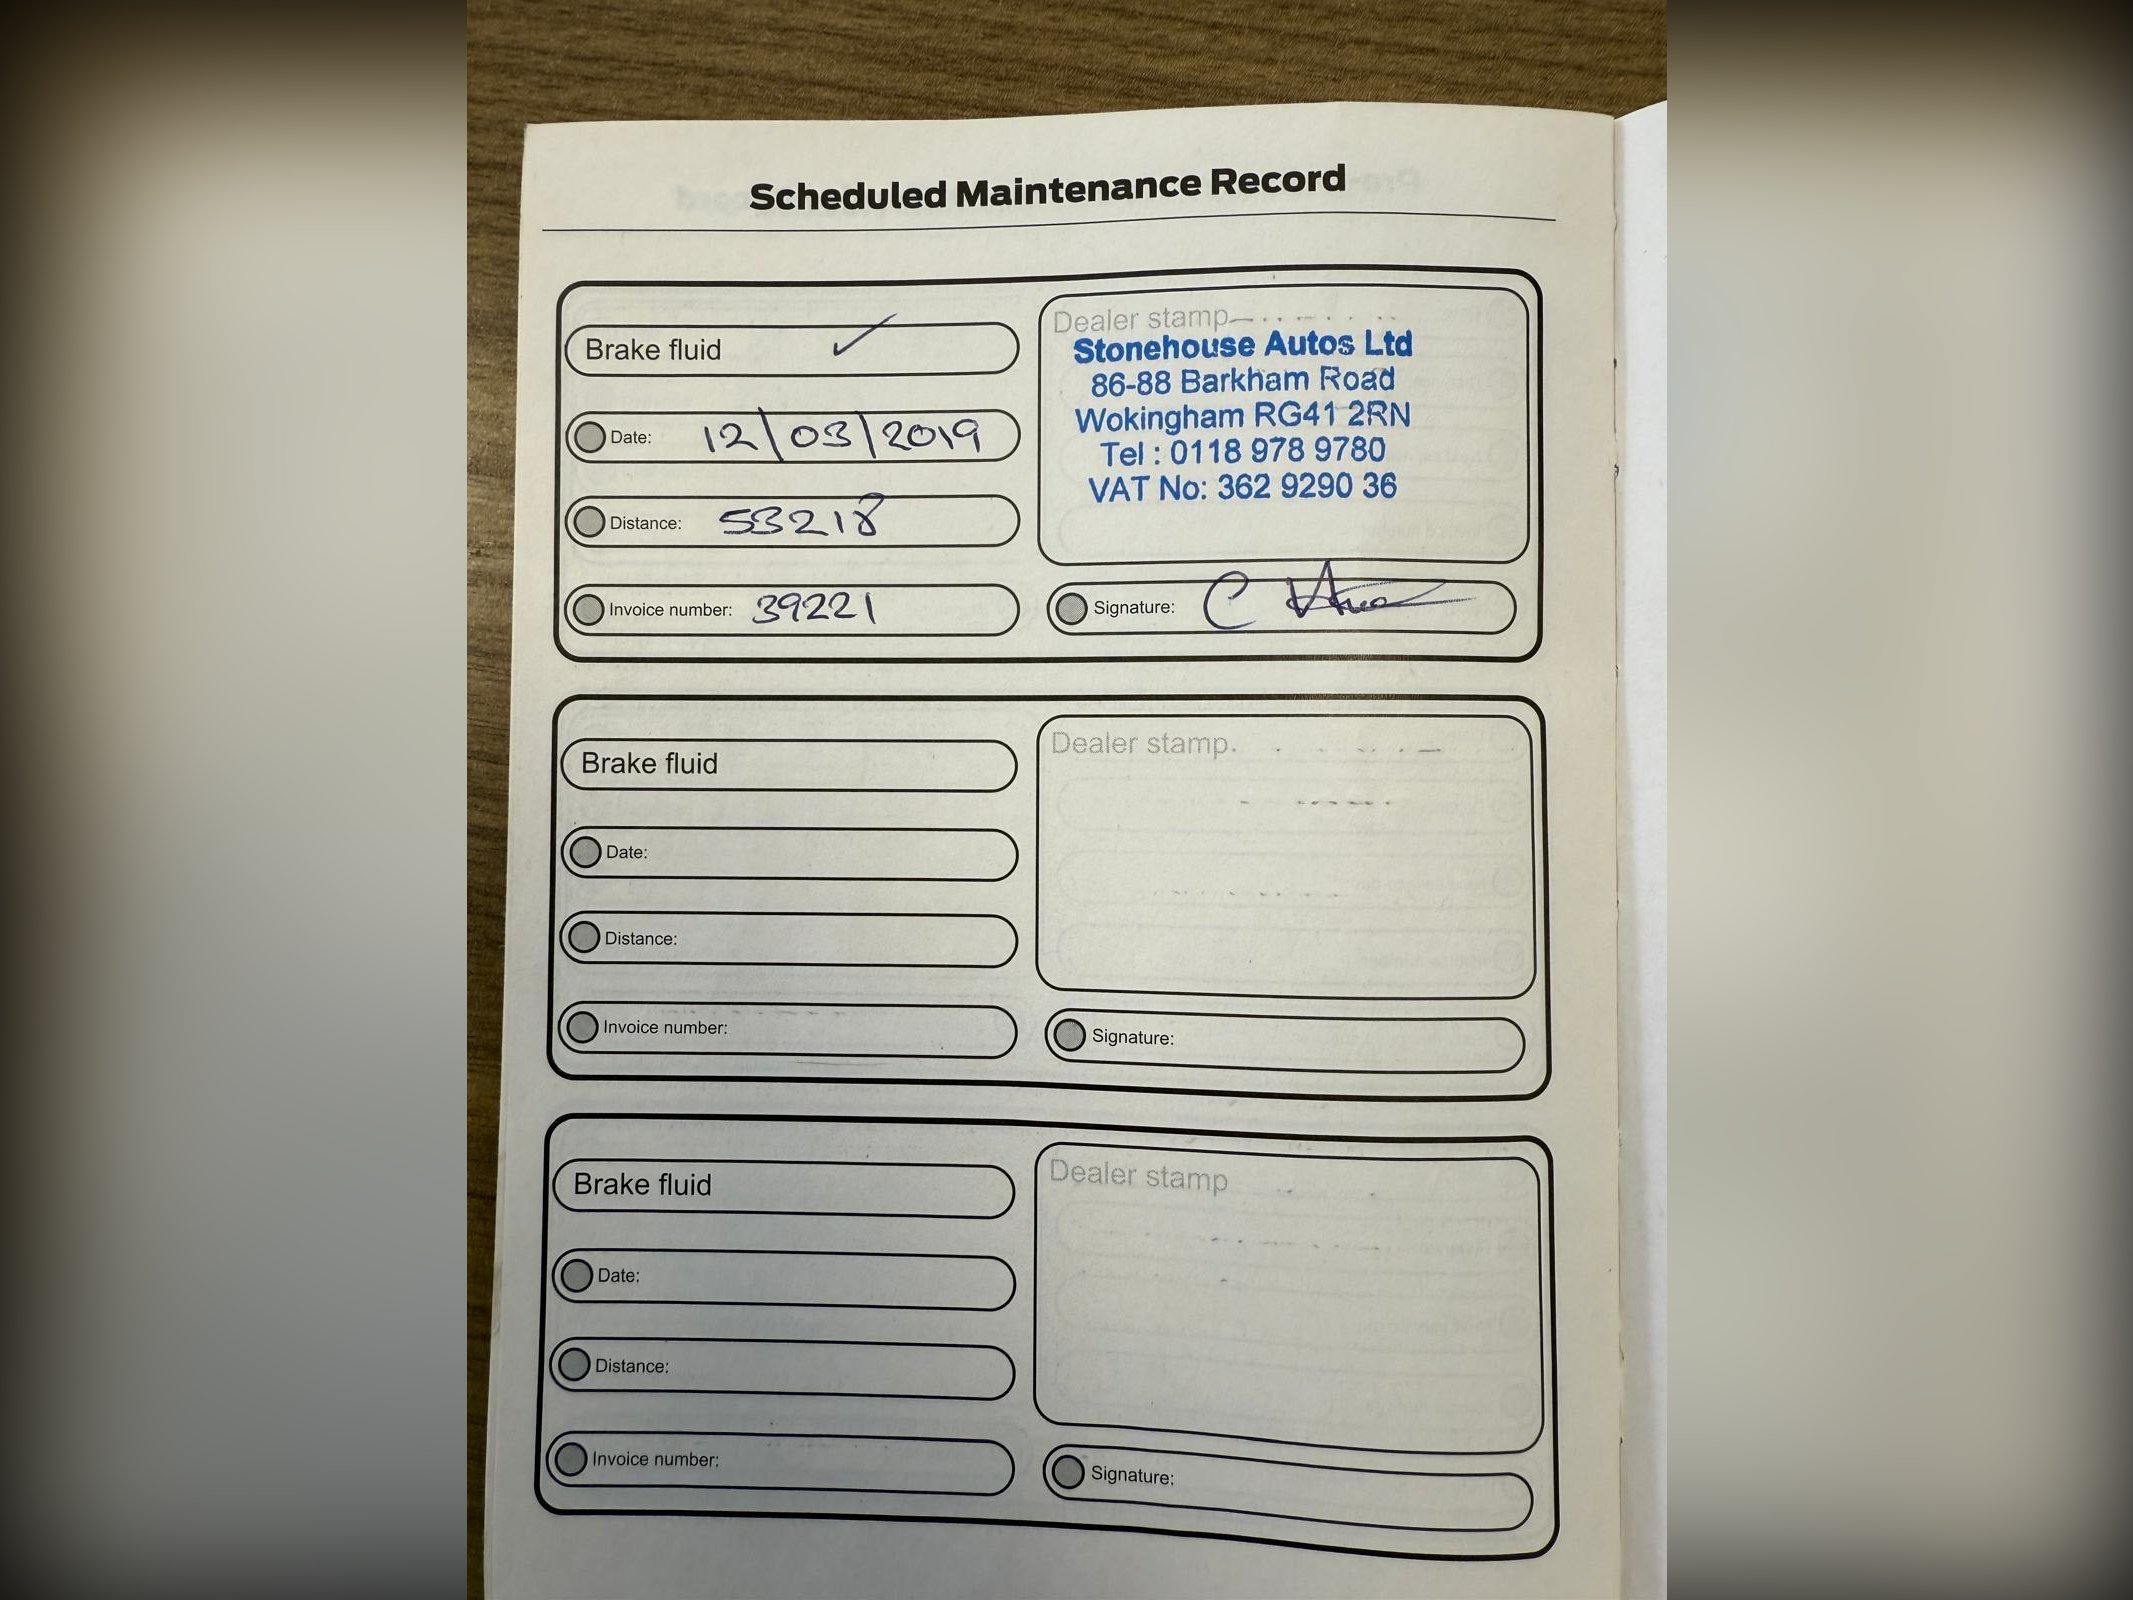 Scheduled Maintenance Record
Brake fluid ✓
Date: 12/03/2019
Distance: 53218
Invoice number: 39221
Dealer stamp
Stonehouse Autos Ltd
86-88 Barkham Road
Wokingham RG41 2RN
Tel : 0118 978 9780
VAT No: 362 9290 36
Signature: C
Brake fluid
Date:
Distance:
Invoice number:
Dealer stamp
Signature:
Brake fluid
Date:
Distance:
Invoice number:
Dealer stamp
Signature: